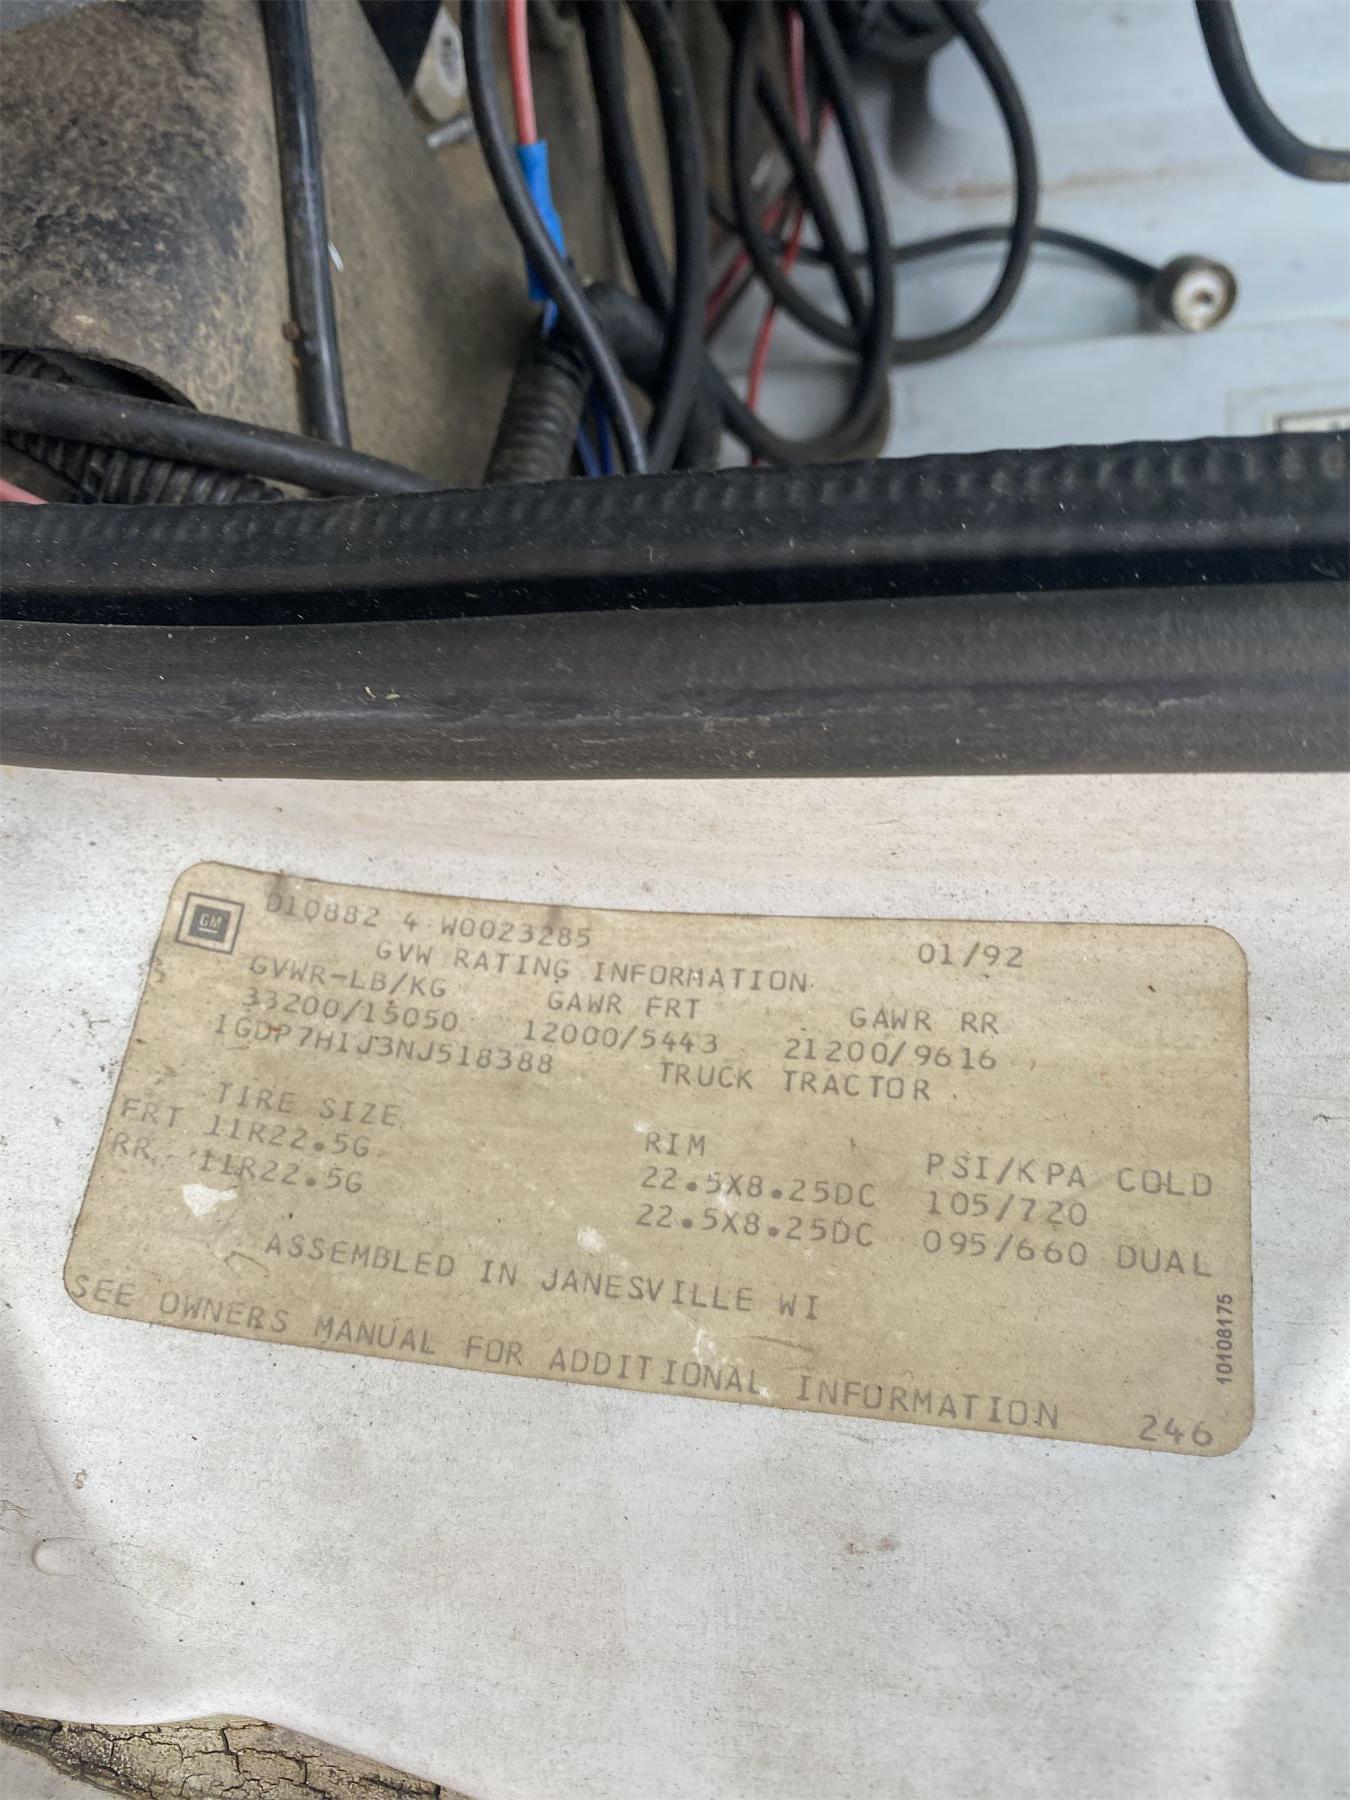 GM
D1Q882 4 W0023285 01/92
GVW RATING INFORMATION
GVWR-LB/KG GAWR FRT GAWR RR
33200/15050 12000/5443 21200/9616
1GDP7H1J3NJ518388 TRUCK TRACTOR
TIRE SIZE RIM PSI/KPA COLD
FRT 11R22.5G 22.5X8.25DC 105/720
RR 11R22.5G 22.5X8.25DC 095/660 DUAL
ASSEMBLED IN JANESVILLE WI
SEE OWNERS MANUAL FOR ADDITIONAL INFORMATION 246
10108175